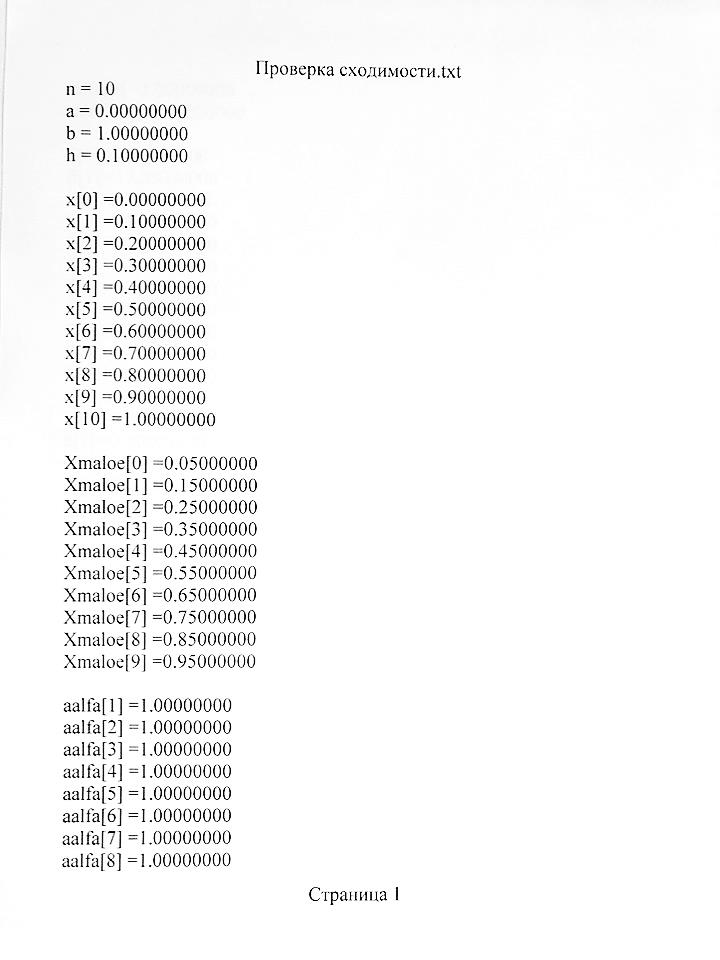 Проверка сходимости.txt
n = 10
a = 0.00000000
b = 1.00000000
h = 0.10000000
x[0] =0.00000000
x[1] =0.10000000
x[2] =0.20000000
x[3] =0.30000000
x[4] =0.40000000
x[5] =0.50000000
x[6] =0.60000000
x[7] =0.70000000
x[8] =0.80000000
x[9] =0.90000000
x[10] =1.00000000
Xmaloe[0] =0.05000000
Xmaloe[1] =0.15000000
Xmaloe[2] =0.25000000
Xmaloe[3] =0.35000000
Xmaloe[4] =0.45000000
Xmaloe[5] =0.55000000
Xmaloe[6] =0.65000000
Xmaloe[7] =0.75000000
Xmaloe[8] =0.85000000
Xmaloe[9] =0.95000000
aalfa[1] =1.00000000
aalfa[2] =1.00000000
aalfa[3] =1.00000000
aalfa[4] =1.00000000
aalfa[5] =1.00000000
aalfa[6] =1.00000000
aalfa[7] =1.00000000
aalfa[8] =1.00000000
Страница 1